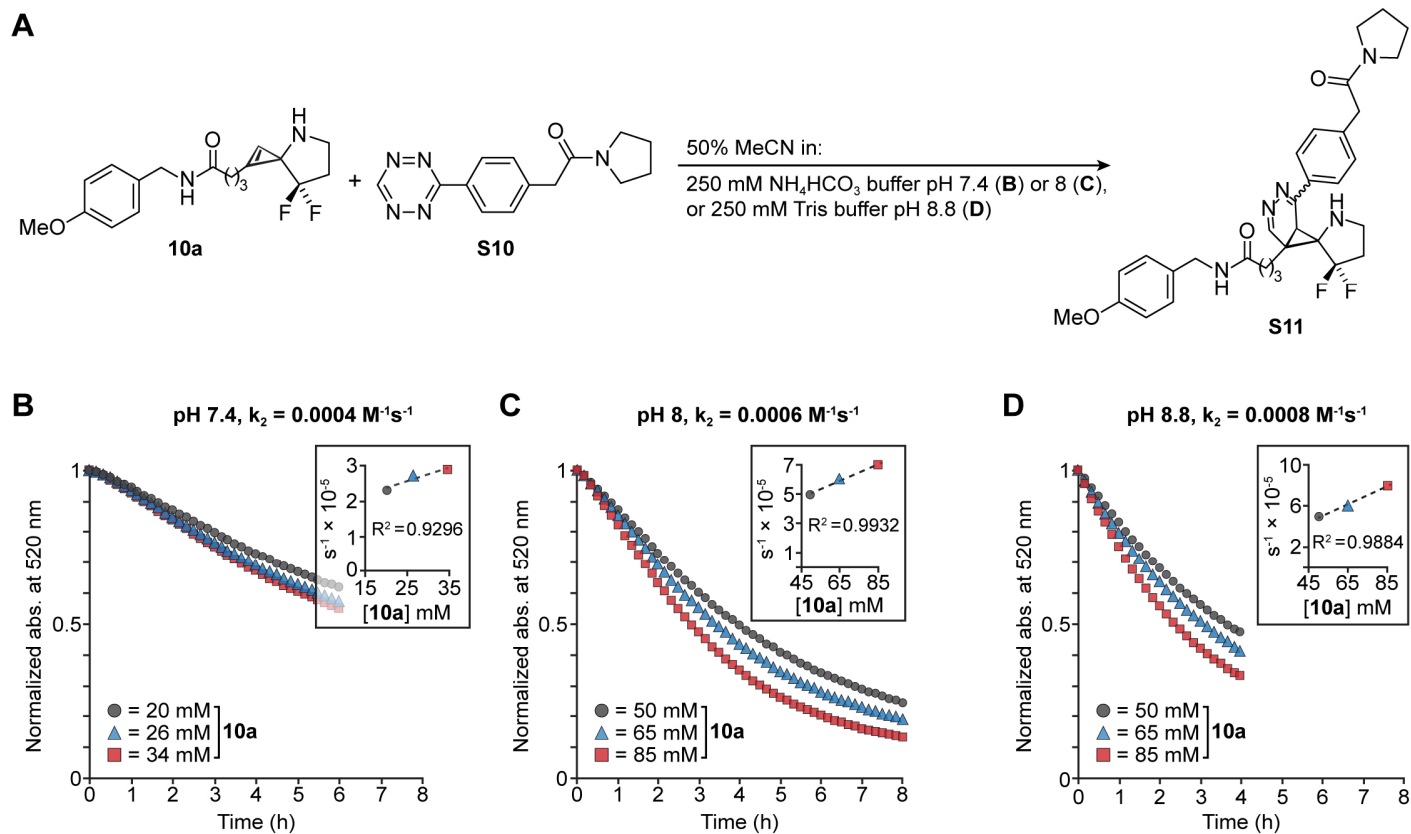 A
50% MeCN in:
250 mM NH₄HCO₃ buffer pH 7.4 (B) or 8 (C),
or 250 mM Tris buffer pH 8.8 (D)
MeO
O
N
H
( )₃
H
N
F
F
10a
+
N=N
N
N
O
N
S10
MeO
N
H
O
( )₃
N
N
H
N
F
F
O
N
S11
B
pH 7.4, k₂ = 0.0004 M⁻¹s⁻¹
Normalized abs. at 520 nm
1
0.5
0
0 1 2 3 4 5 6 7 8
Time (h)
= 20 mM
= 26 mM
= 34 mM
10a
s⁻¹ × 10⁻⁵
3
2
1
0
R² = 0.9296
15 25 35
[10a] mM
C
pH 8, k₂ = 0.0006 M⁻¹s⁻¹
Normalized abs. at 520 nm
1
0.5
0
0 1 2 3 4 5 6 7 8
Time (h)
= 50 mM
= 65 mM
= 85 mM
10a
s⁻¹ × 10⁻⁵
7
5
3
1
R² = 0.9932
45 65 85
[10a] mM
D
pH 8.8, k₂ = 0.0008 M⁻¹s⁻¹
Normalized abs. at 520 nm
1
0.5
0
0 1 2 3 4 5 6 7 8
Time (h)
= 50 mM
= 65 mM
= 85 mM
10a
s⁻¹ × 10⁻⁵
10
6
2
R² = 0.9884
45 65 85
[10a] mM